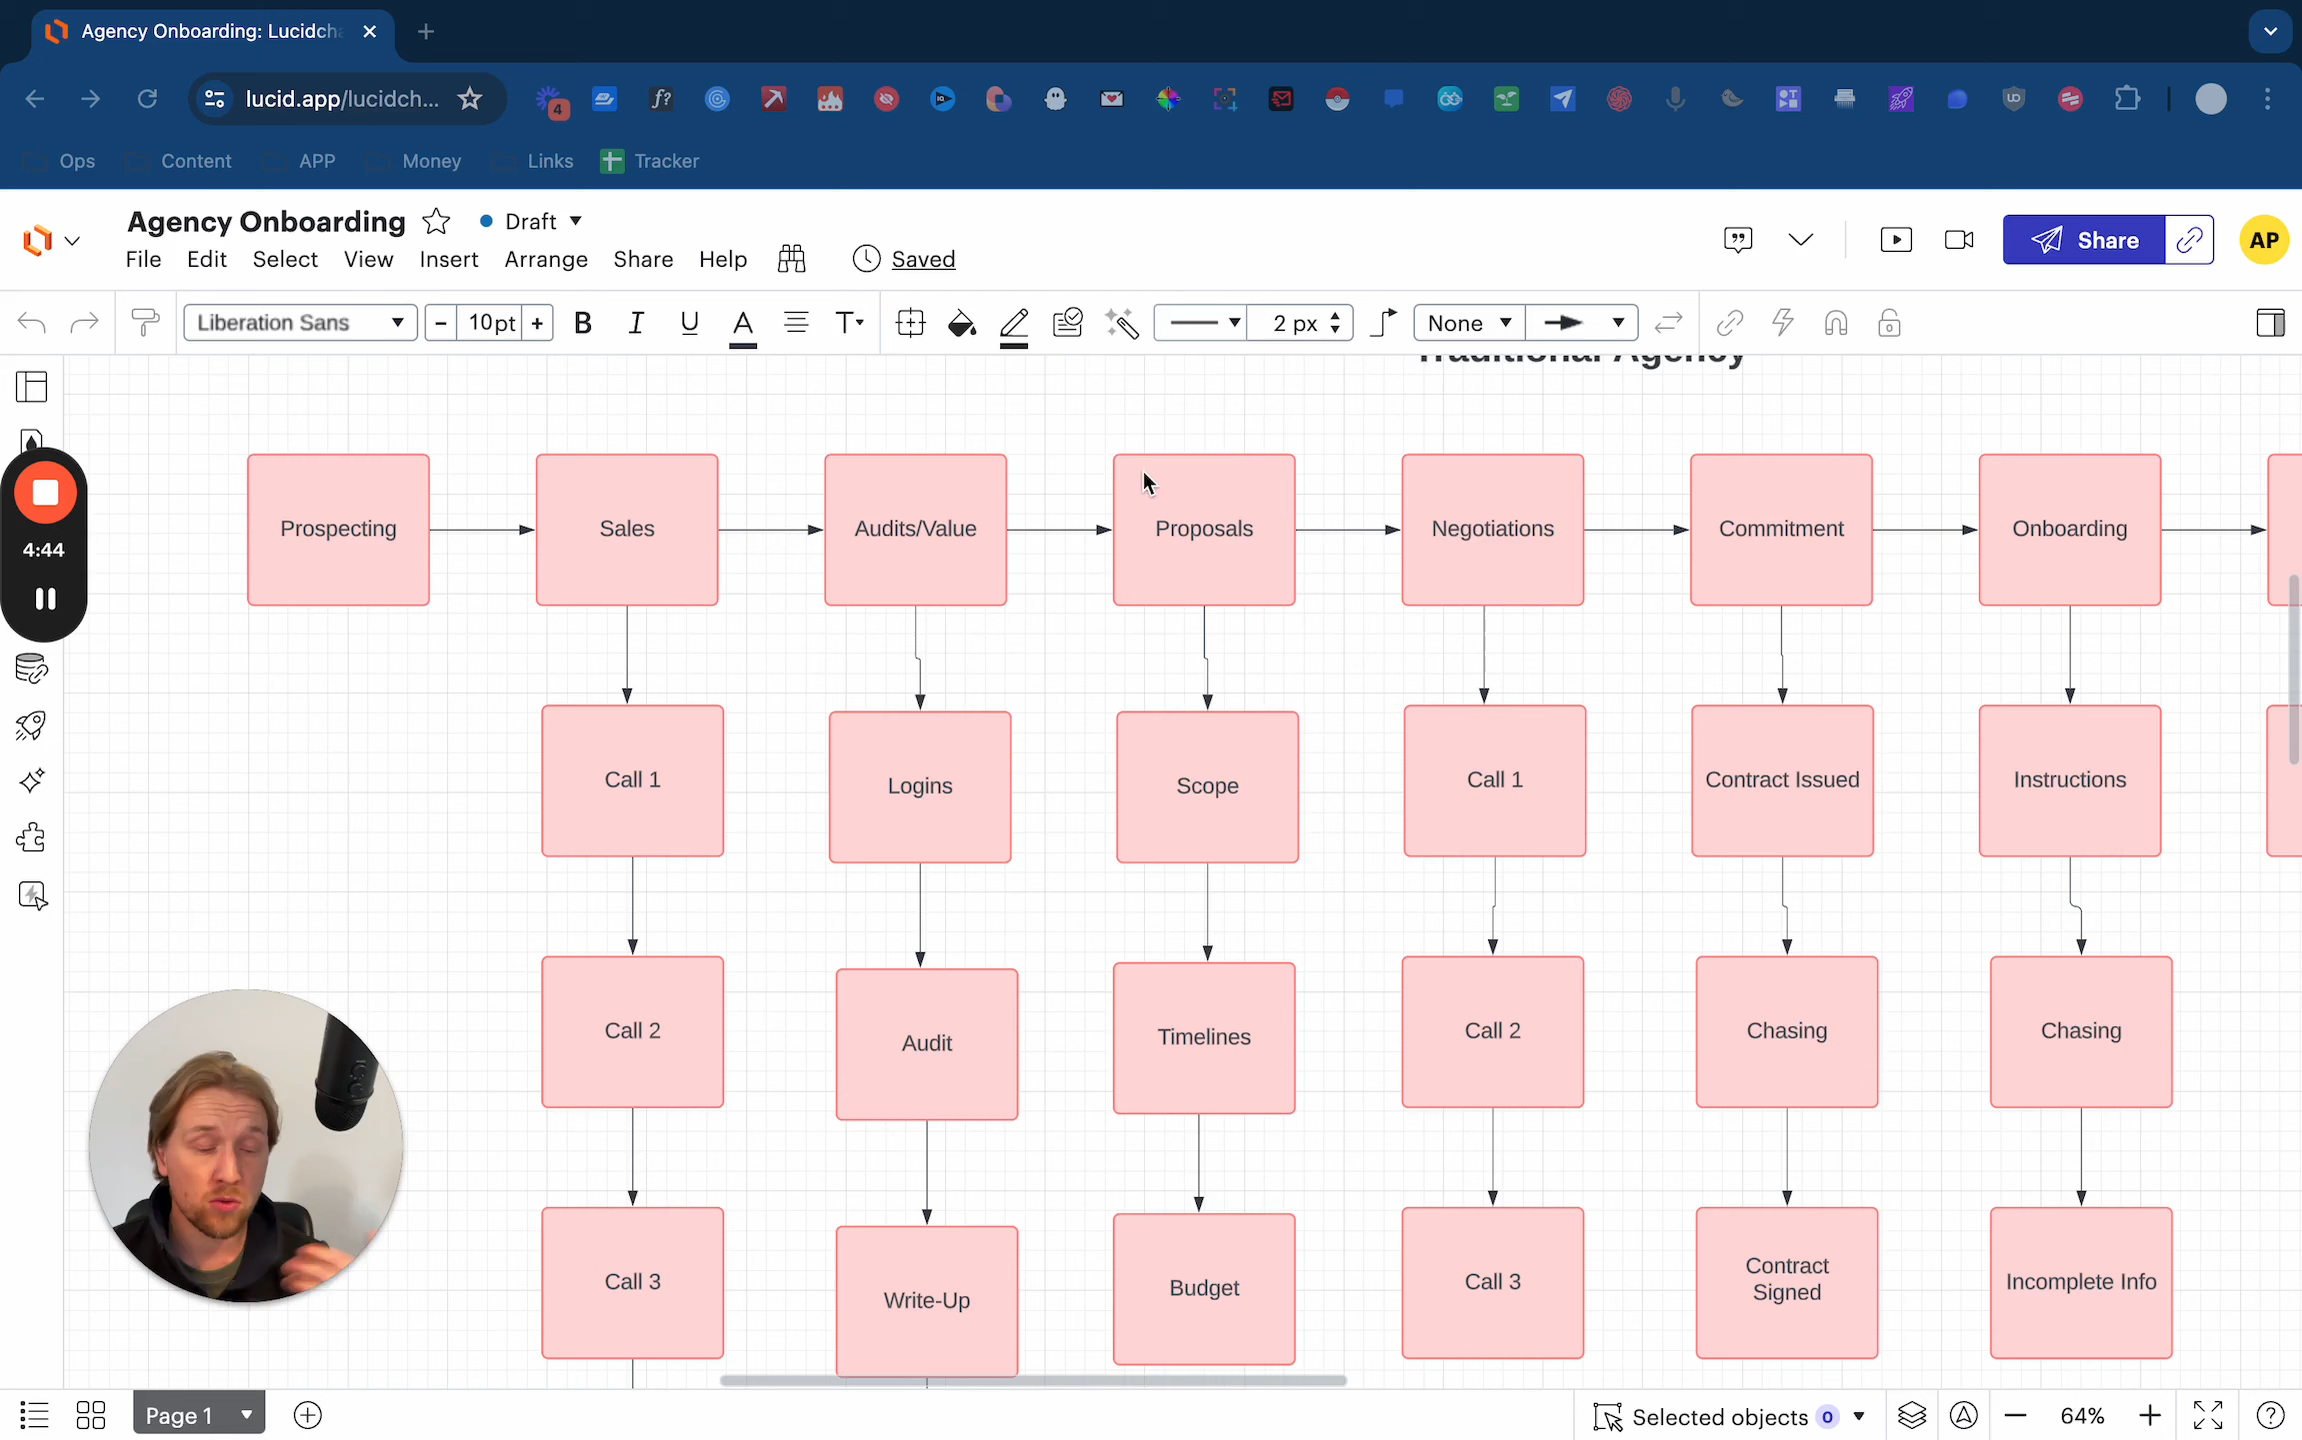 Agency Onboarding: Lucidch
lucid.app/lucidch...
4
Ops
Content
APP
Money
Links
Tracker
Agency Onboarding
Draft
File
Edit
Select
View
Insert
Arrange
Share
Help
Saved
Share
AP
Liberation Sans
10pt
2 px
None
Traditional Agency
4:44
Prospecting
Sales
Audits/Value
Proposals
Negotiations
Commitment
Onboarding
Call 1
Logins
Scope
Call 1
Contract Issued
Instructions
Call 2
Audit
Timelines
Call 2
Chasing
Chasing
Call 3
Write-Up
Budget
Call 3
Contract
Signed
Incomplete Info
Page 1
Selected objects 0
64%